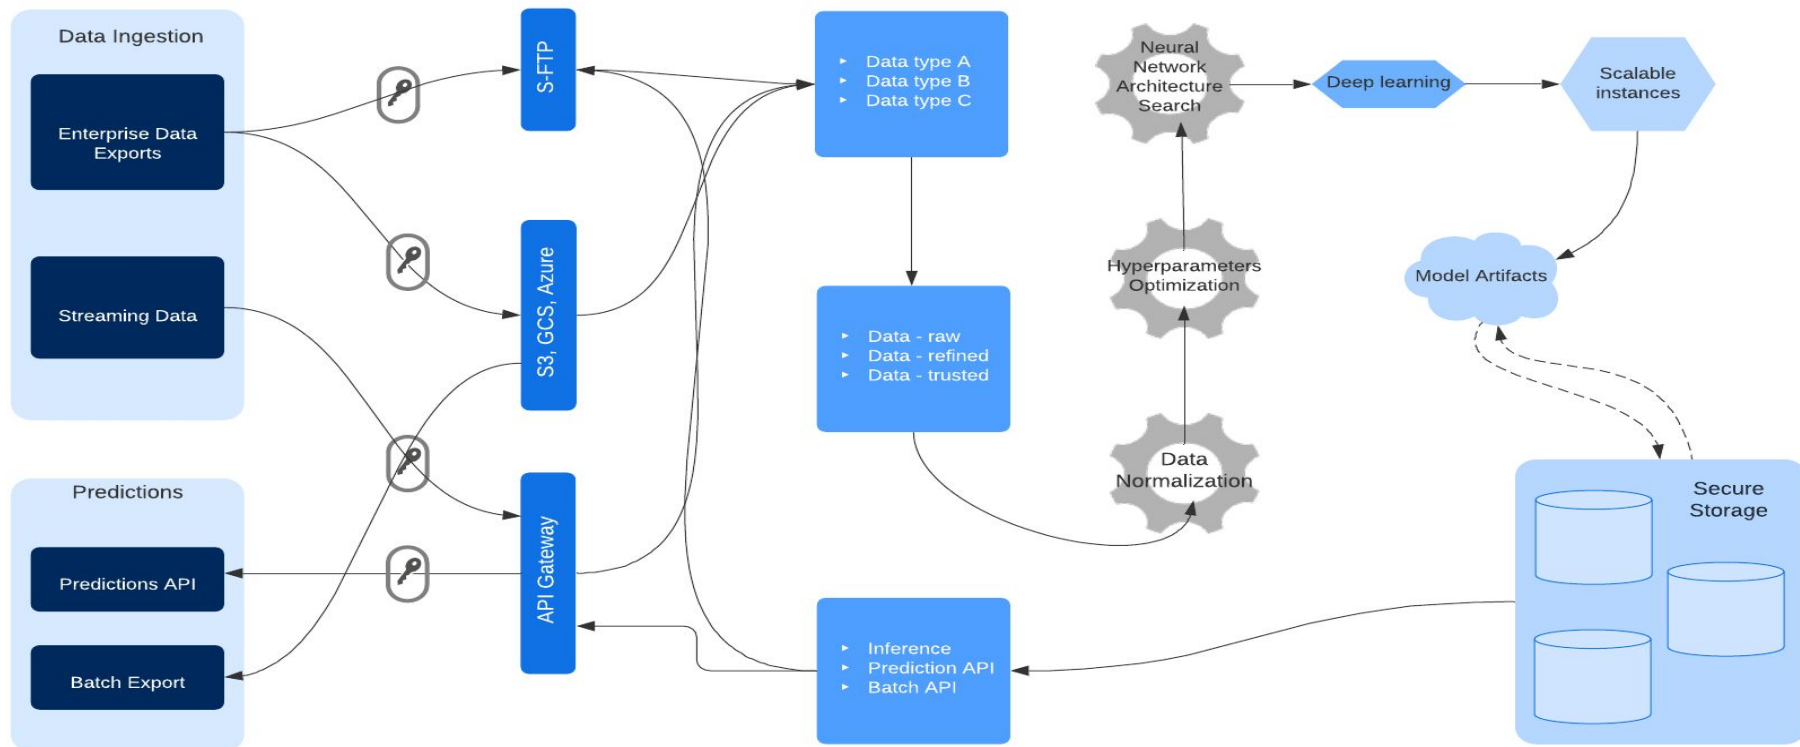 Data Ingestion
Enterprise Data
Exports
Streaming Data
Predictions
Predictions API
Batch Export
S-FTP
S3, GCS, Azure
API Gateway
‣ Data type A
‣ Data type B
‣ Data type C
‣ Data - raw
‣ Data - refined
‣ Data - trusted
‣ Inference
‣ Prediction API
‣ Batch API
Neural
Network
Architecture
Search
Hyperparameters
Optimization
Data
Normalization
Deep learning
Scalable
instances
Model Artifacts
Secure
Storage